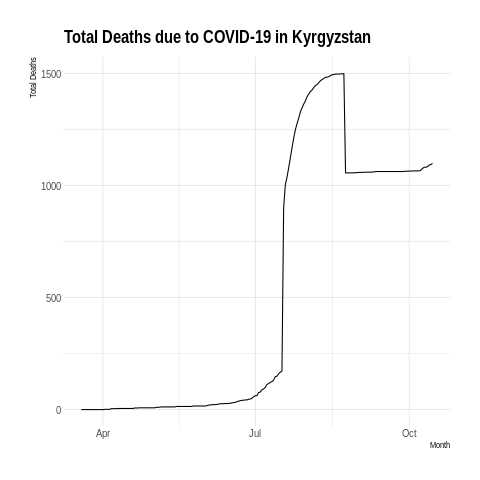 Total Deaths due to COVID-19 in Kyrgyzstan
Total Deaths
1500
1000
500
0
Apr
Jul
Oct
Month